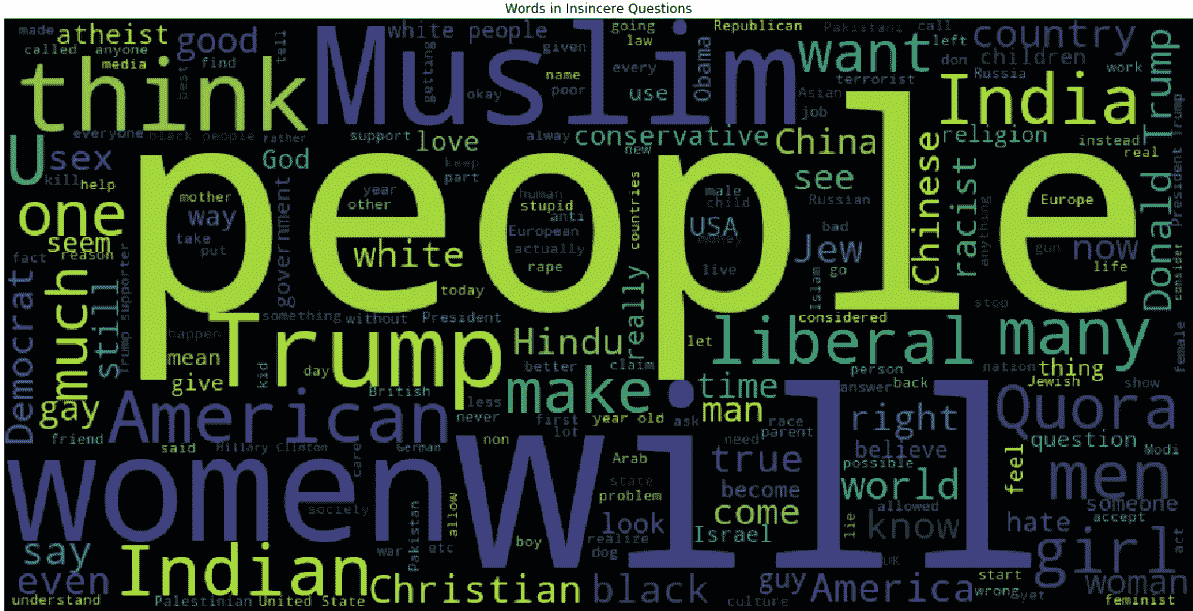 Words in Insincere Questions
made atheist good tell white people given going law Republican Pakistani call left country
called anyone find media best getting okay name every poor Obama want don children work
think Muslim use terrorist Asian job Russia India Trump
everyone black people rather support alway love keep part conservative new China Chinese religion instead real
U sex God see racist Donald Trump President Trump
kill help mother year other human stupid anti male child Russian Europe
one way take put European actually countries USA money bad gun anything now
seem people
fact reason government white rape live Jew go Islam life consider
much still today really stop
Democrat Trump supporter something without President considered
happen Trump Hindu let liberal many
mean give kid day better claim person nation thing female
gay British make time answer back Jewish show
American less never first year old lot ask man race parent right Quora
friend said Hillary Clinton German non need true believe question Modi
women care Arab state Will possible feel men
society problem become world someone
allow Pakistan realize look come allowed know hate accept
say war etc boy dog Israel lie UK girl act
even Indian Christian black guy America start wrong yet woman
understand Palestinian United State culture feminist